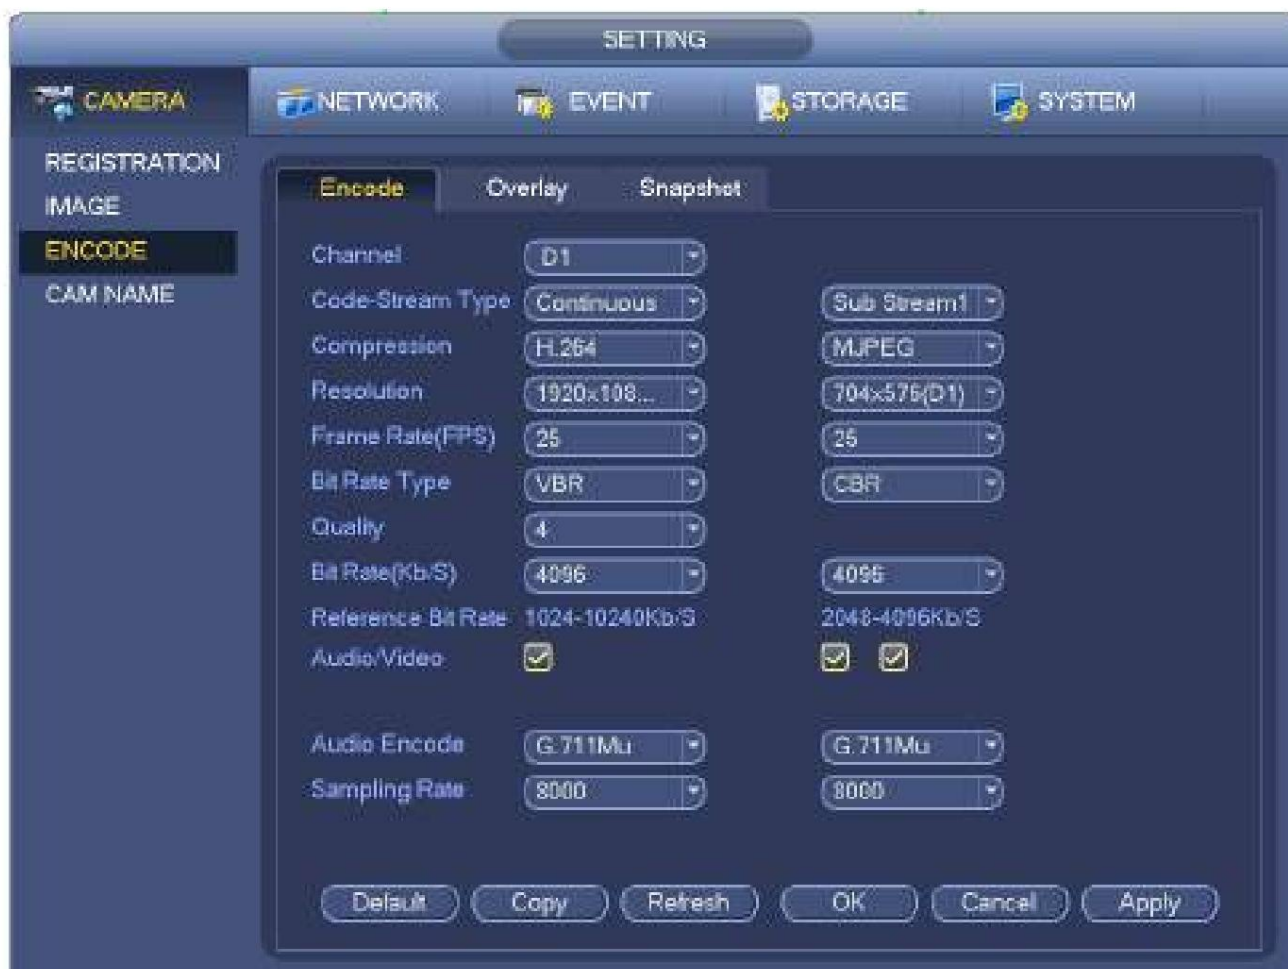 SETTING
CAMERA NETWORK EVENT STORAGE SYSTEM
REGISTRATION
IMAGE
ENCODE
CAM NAME
Encode Overlay Snapshot
Channel D1
Code-Stream Type Continuous Sub Stream1
Compression H.264 MJPEG
Resolution 1920x108... 704x576(D1)
Frame Rate(FPS) 25 25
Bit Rate Type VBR CBR
Quality 4
Bit Rate(Kb/S) 4096 4096
Reference Bit Rate 1024-10240Kb/S 2048-4096Kb/S
Audio/Video
Audio Encode G.711Mu G.711Mu
Sampling Rate 8000 8000
Default Copy Refresh OK Cancel Apply